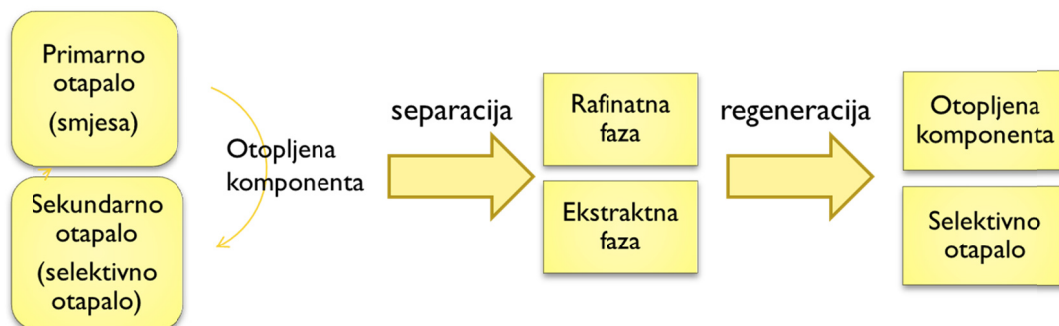 Primarno
otapalo
(smjesa)
Sekundarno
otapalo
(selektivno
otapalo)
Otopljena
komponenta
separacija
Rafinatna
faza
Ekstraktna
faza
regeneracija
Otopljena
komponenta
Selektivno
otapalo